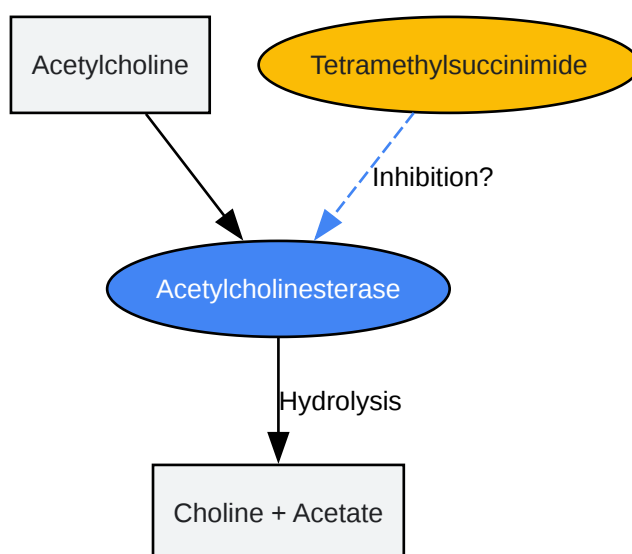 Acetylcholine
Tetramethylsuccinimide
Inhibition?
Acetylcholinesterase
Hydrolysis
Choline + Acetate